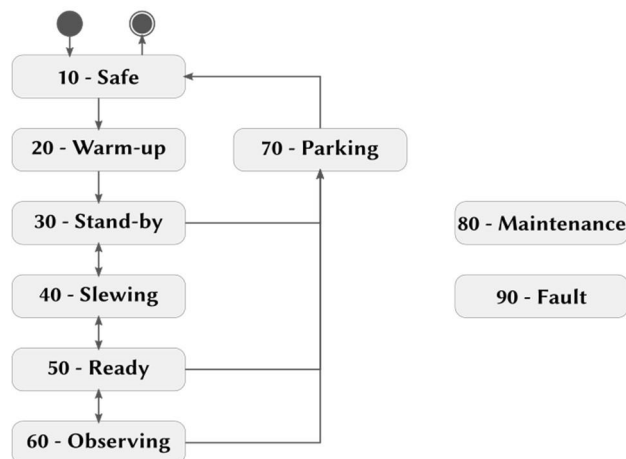 10 - Safe
20 - Warm-up
70 - Parking
30 - Stand-by
80 - Maintenance
40 - Slewing
90 - Fault
50 - Ready
60 - Observing